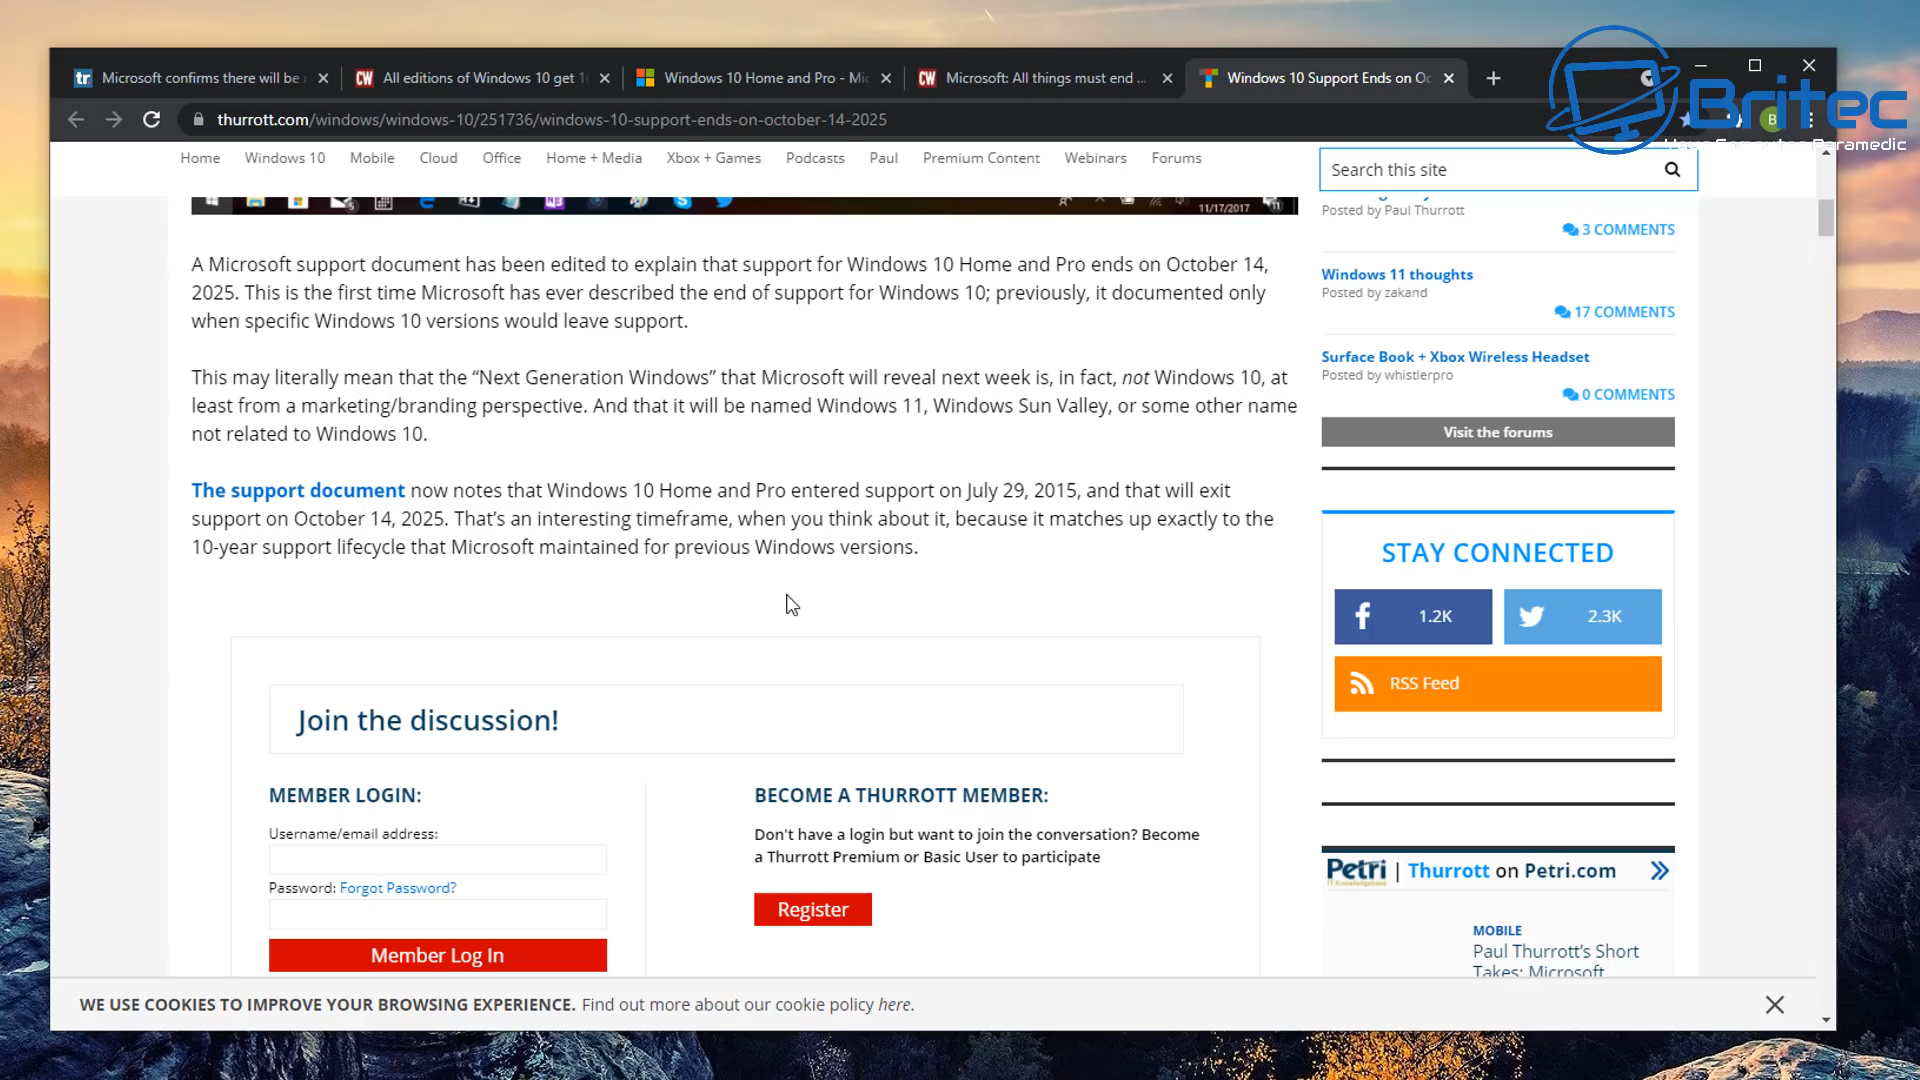 Microsoft confirms there will be
All editions of Windows 10 get 1
Windows 10 Home and Pro - Mic
Microsoft: All things must end ...
Windows 10 Support Ends on Oc
thurrott.com/windows/windows-10/251736/windows-10-support-ends-on-october-14-2025
Britec
Home Windows 10 Mobile Cloud Office Home + Media Xbox + Games Podcasts Paul Premium Content Webinars Forums
Search this site
11/17/2017
A Microsoft support document has been edited to explain that support for Windows 10 Home and Pro ends on October 14,
2025. This is the first time Microsoft has ever described the end of support for Windows 10; previously, it documented only
when specific Windows 10 versions would leave support.
This may literally mean that the “Next Generation Windows” that Microsoft will reveal next week is, in fact, not Windows 10, at
least from a marketing/branding perspective. And that it will be named Windows 11, Windows Sun Valley, or some other name
not related to Windows 10.
The support document now notes that Windows 10 Home and Pro entered support on July 29, 2015, and that will exit
support on October 14, 2025. That’s an interesting timeframe, when you think about it, because it matches up exactly to the
10-year support lifecycle that Microsoft maintained for previous Windows versions.
Join the discussion!
MEMBER LOGIN:
Username/email address:
Password: Forgot Password?
Member Log In
BECOME A THURROTT MEMBER:
Don't have a login but want to join the conversation? Become
a Thurrott Premium or Basic User to participate
Register
Posted by Paul Thurrott
3 COMMENTS
Windows 11 thoughts
Posted by zakand
17 COMMENTS
Surface Book + Xbox Wireless Headset
Posted by whistlerpro
0 COMMENTS
Visit the forums
STAY CONNECTED
1.2K
2.3K
RSS Feed
Petri | Thurrott on Petri.com
MOBILE
Paul Thurrott’s Short
Takes: Microsoft
WE USE COOKIES TO IMPROVE YOUR BROWSING EXPERIENCE. Find out more about our cookie policy here.